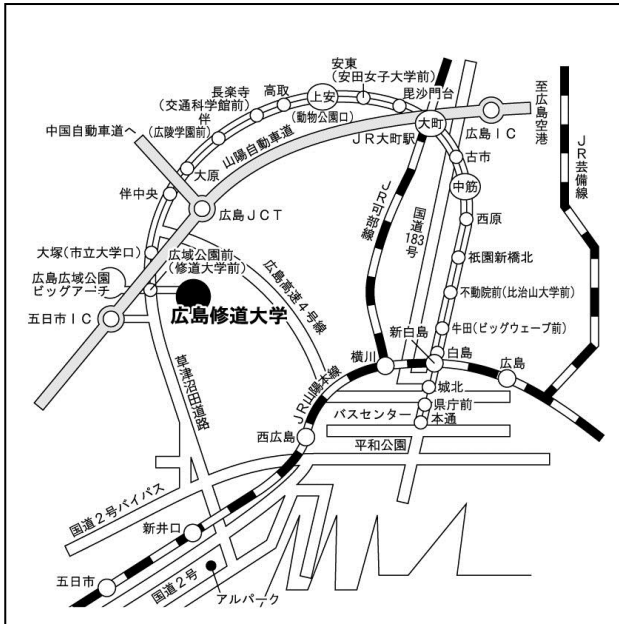 安東
(安田女子大学前)
毘沙門台
長楽寺
(交通科学館前)
高取
上安
(動物公園口)
伴
(広陵学園前)
中国自動車道へ
山陽自動車道
大町
JR大町駅
広島IC
至広島空港
JR芸備線
大原
古市
伴中央
中筋
広島JCT
JR可部線
国道183号
西原
大塚(市立大学口)
広域公園前
(修道大学前)
広島高速4号線
祇園新橋北
広島広域公園
ビッグアーチ
不動院前(比治山大学前)
広島修道大学
五日市IC
新白島
牛田(ビッグウェーブ前)
草津沼田道路
横川
白島
広島
JR山陽本線
城北
県庁前
バスセンター
本通
西広島
平和公園
国道2号バイパス
新井口
五日市
国道2号
アルパーク